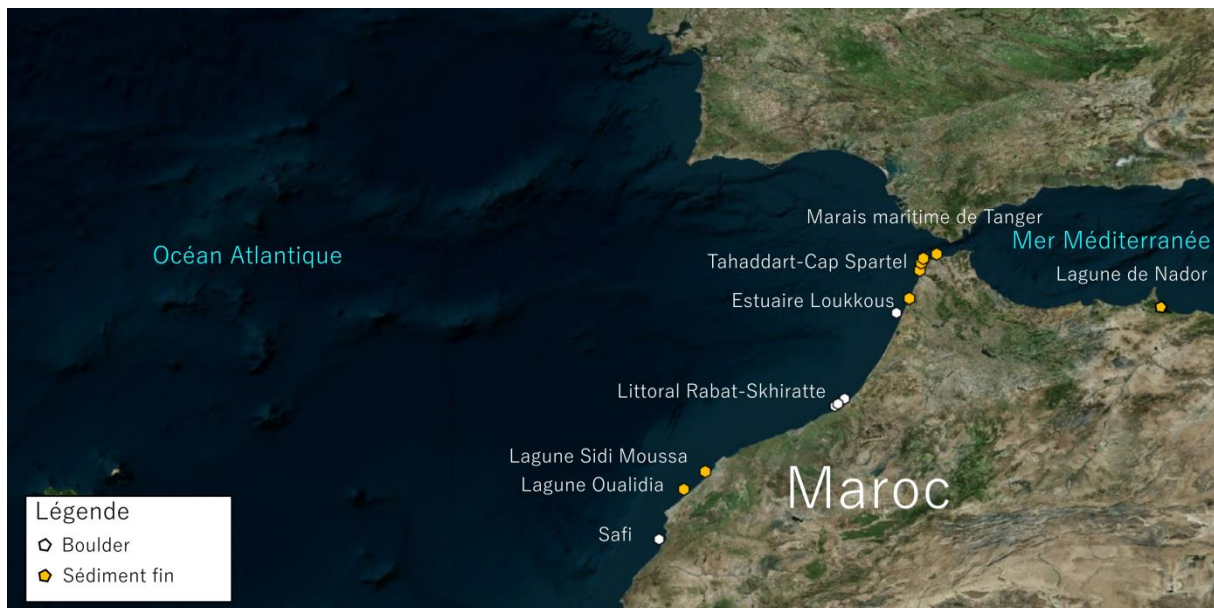 Marais maritime de Tanger
Océan Atlantique
Mer Méditerranée
Tahaddart-Cap Spartel
Lagune de Nador
Estuaire Loukkous
Littoral Rabat-Skhiratte
Lagune Sidi Moussa
Lagune Oualidia
Maroc
Safi
Légende
Boulder
Sédiment fin